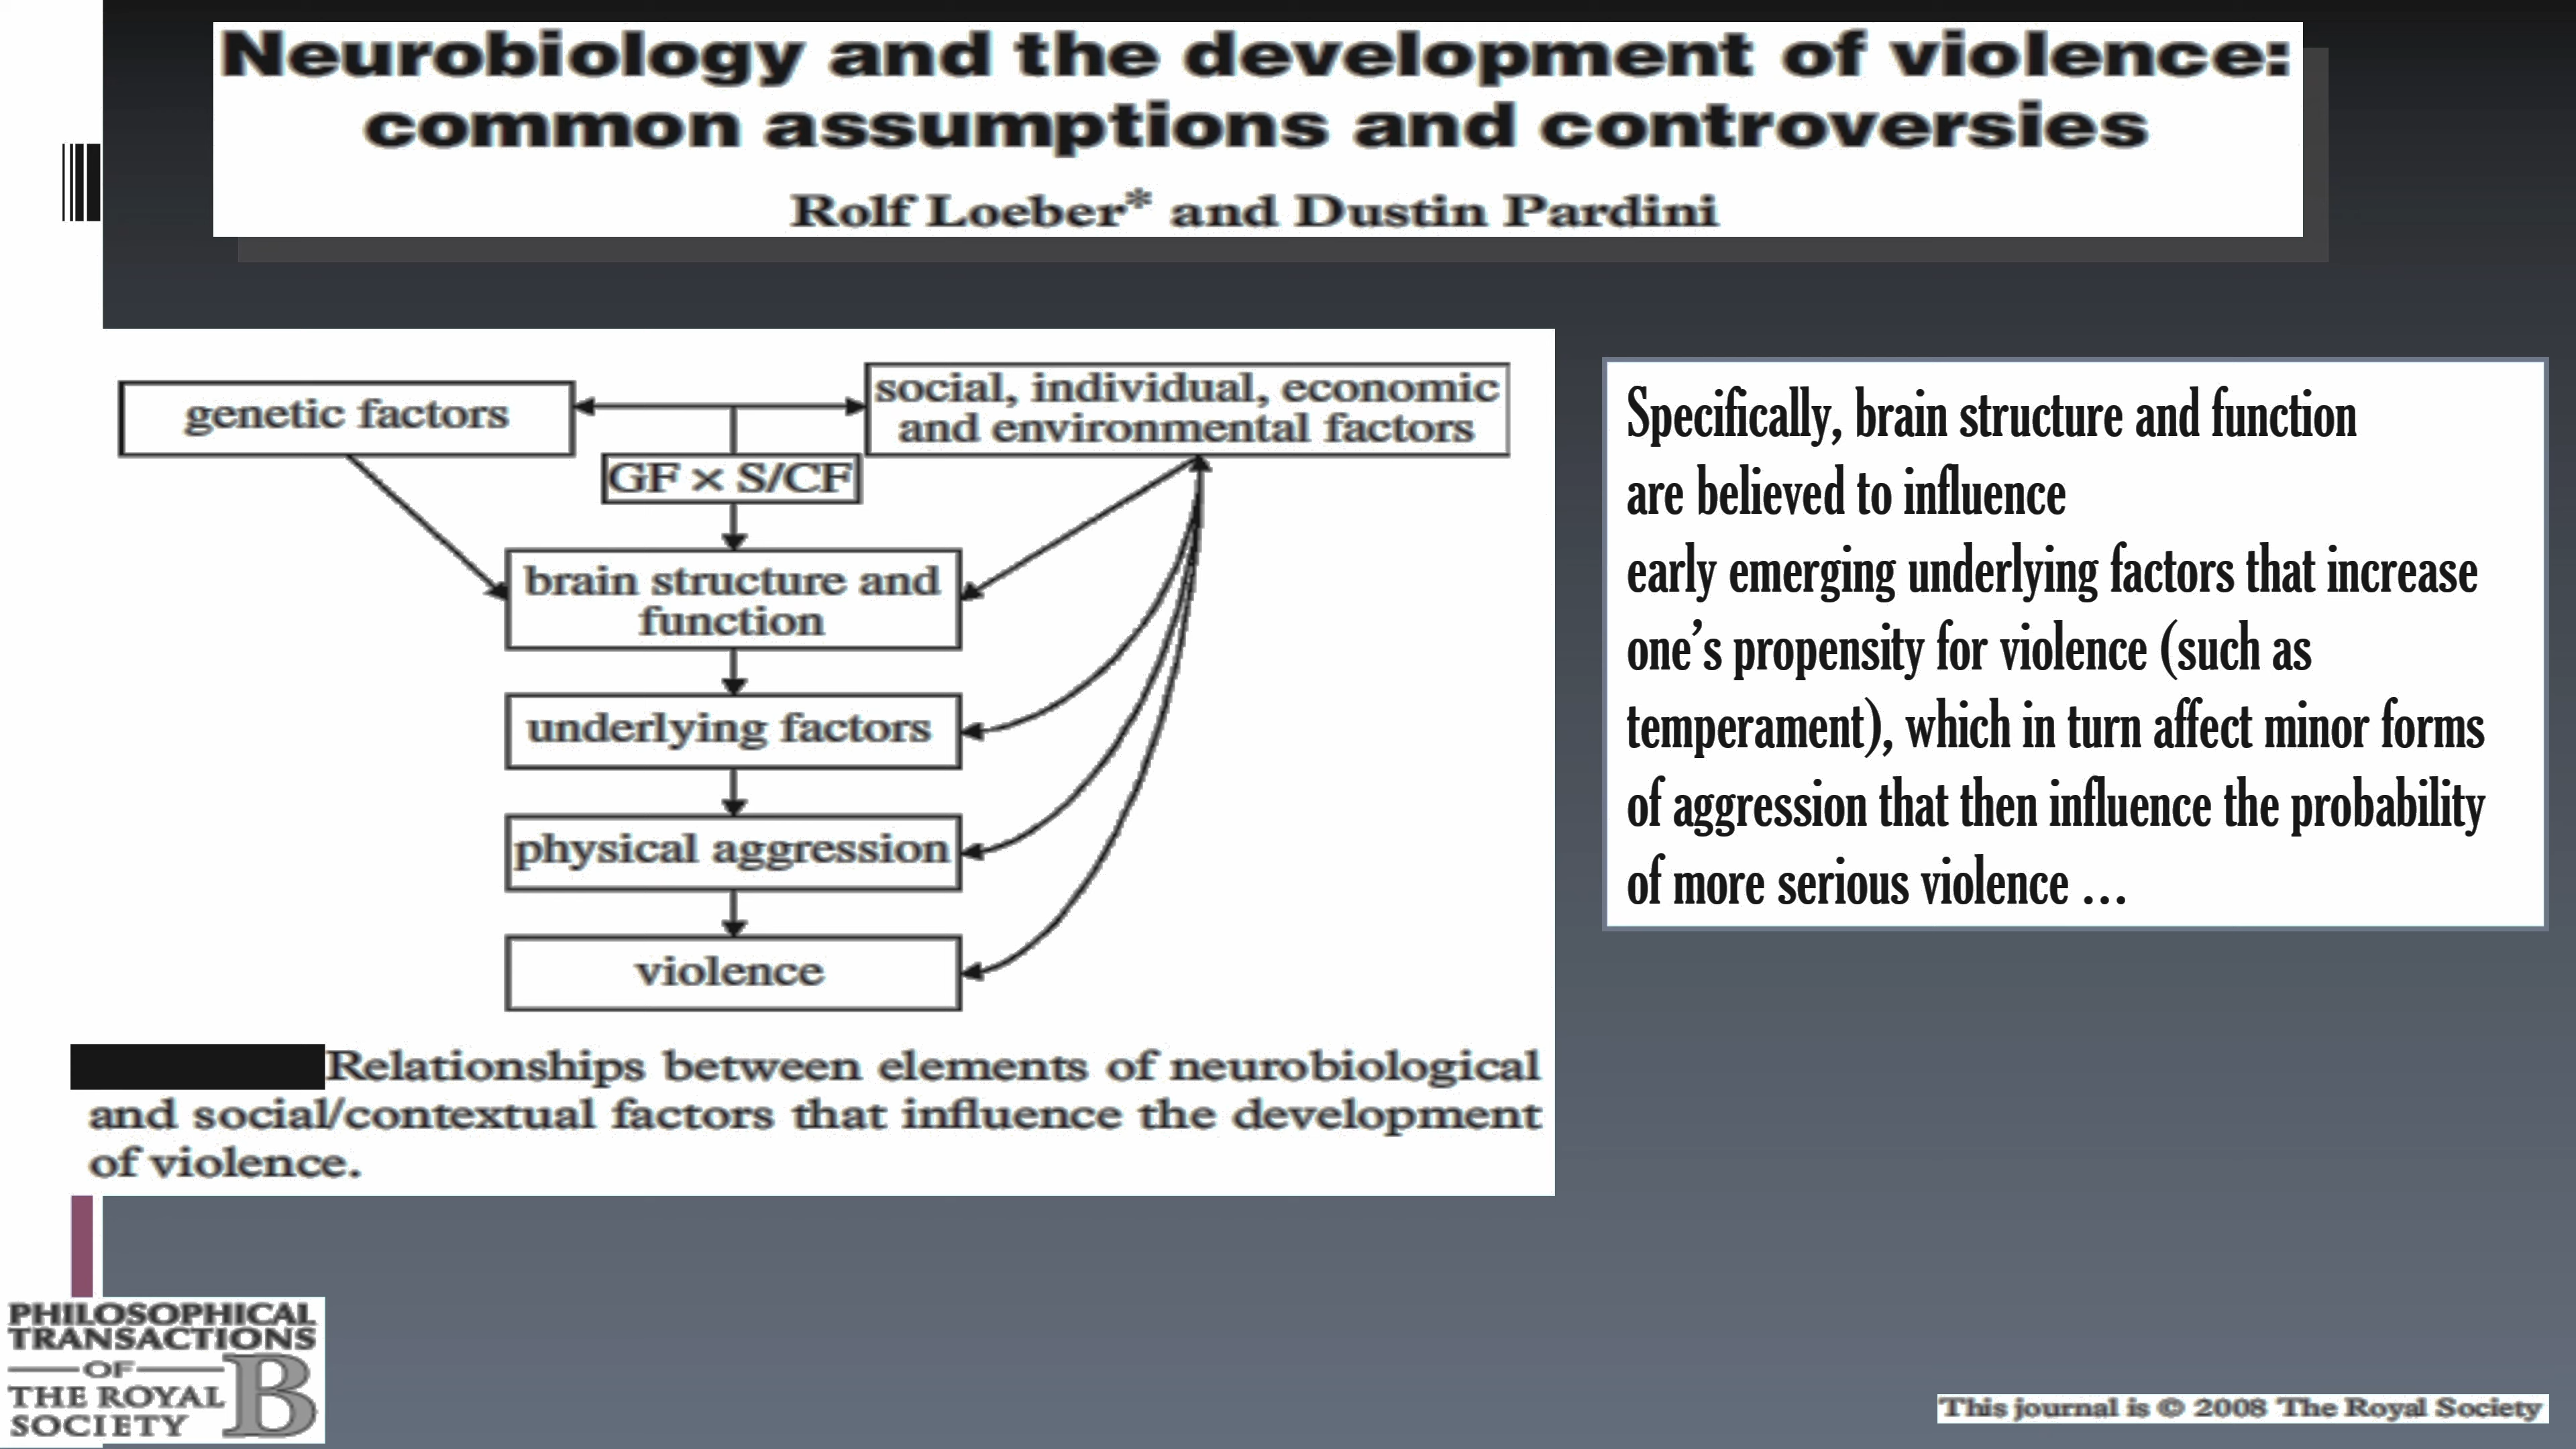 Neurobiology and the development of violence:
common assumptions and controversies
Rolf Loeber* and Dustin Pardini
genetic factors
social, individual, economic
and environmental factors
GF × S/CF
brain structure and
function
underlying factors
physical aggression
violence
Relationships between elements of neurobiological
and social/contextual factors that influence the development
of violence.
Specifically, brain structure and function
are believed to influence
early emerging underlying factors that increase
one’s propensity for violence (such as
temperament), which in turn affect minor forms
of aggression that then influence the probability
of more serious violence …
PHILOSOPHICAL
TRANSACTIONS
OF
THE ROYAL
SOCIETY
B
This journal is © 2008 The Royal Society